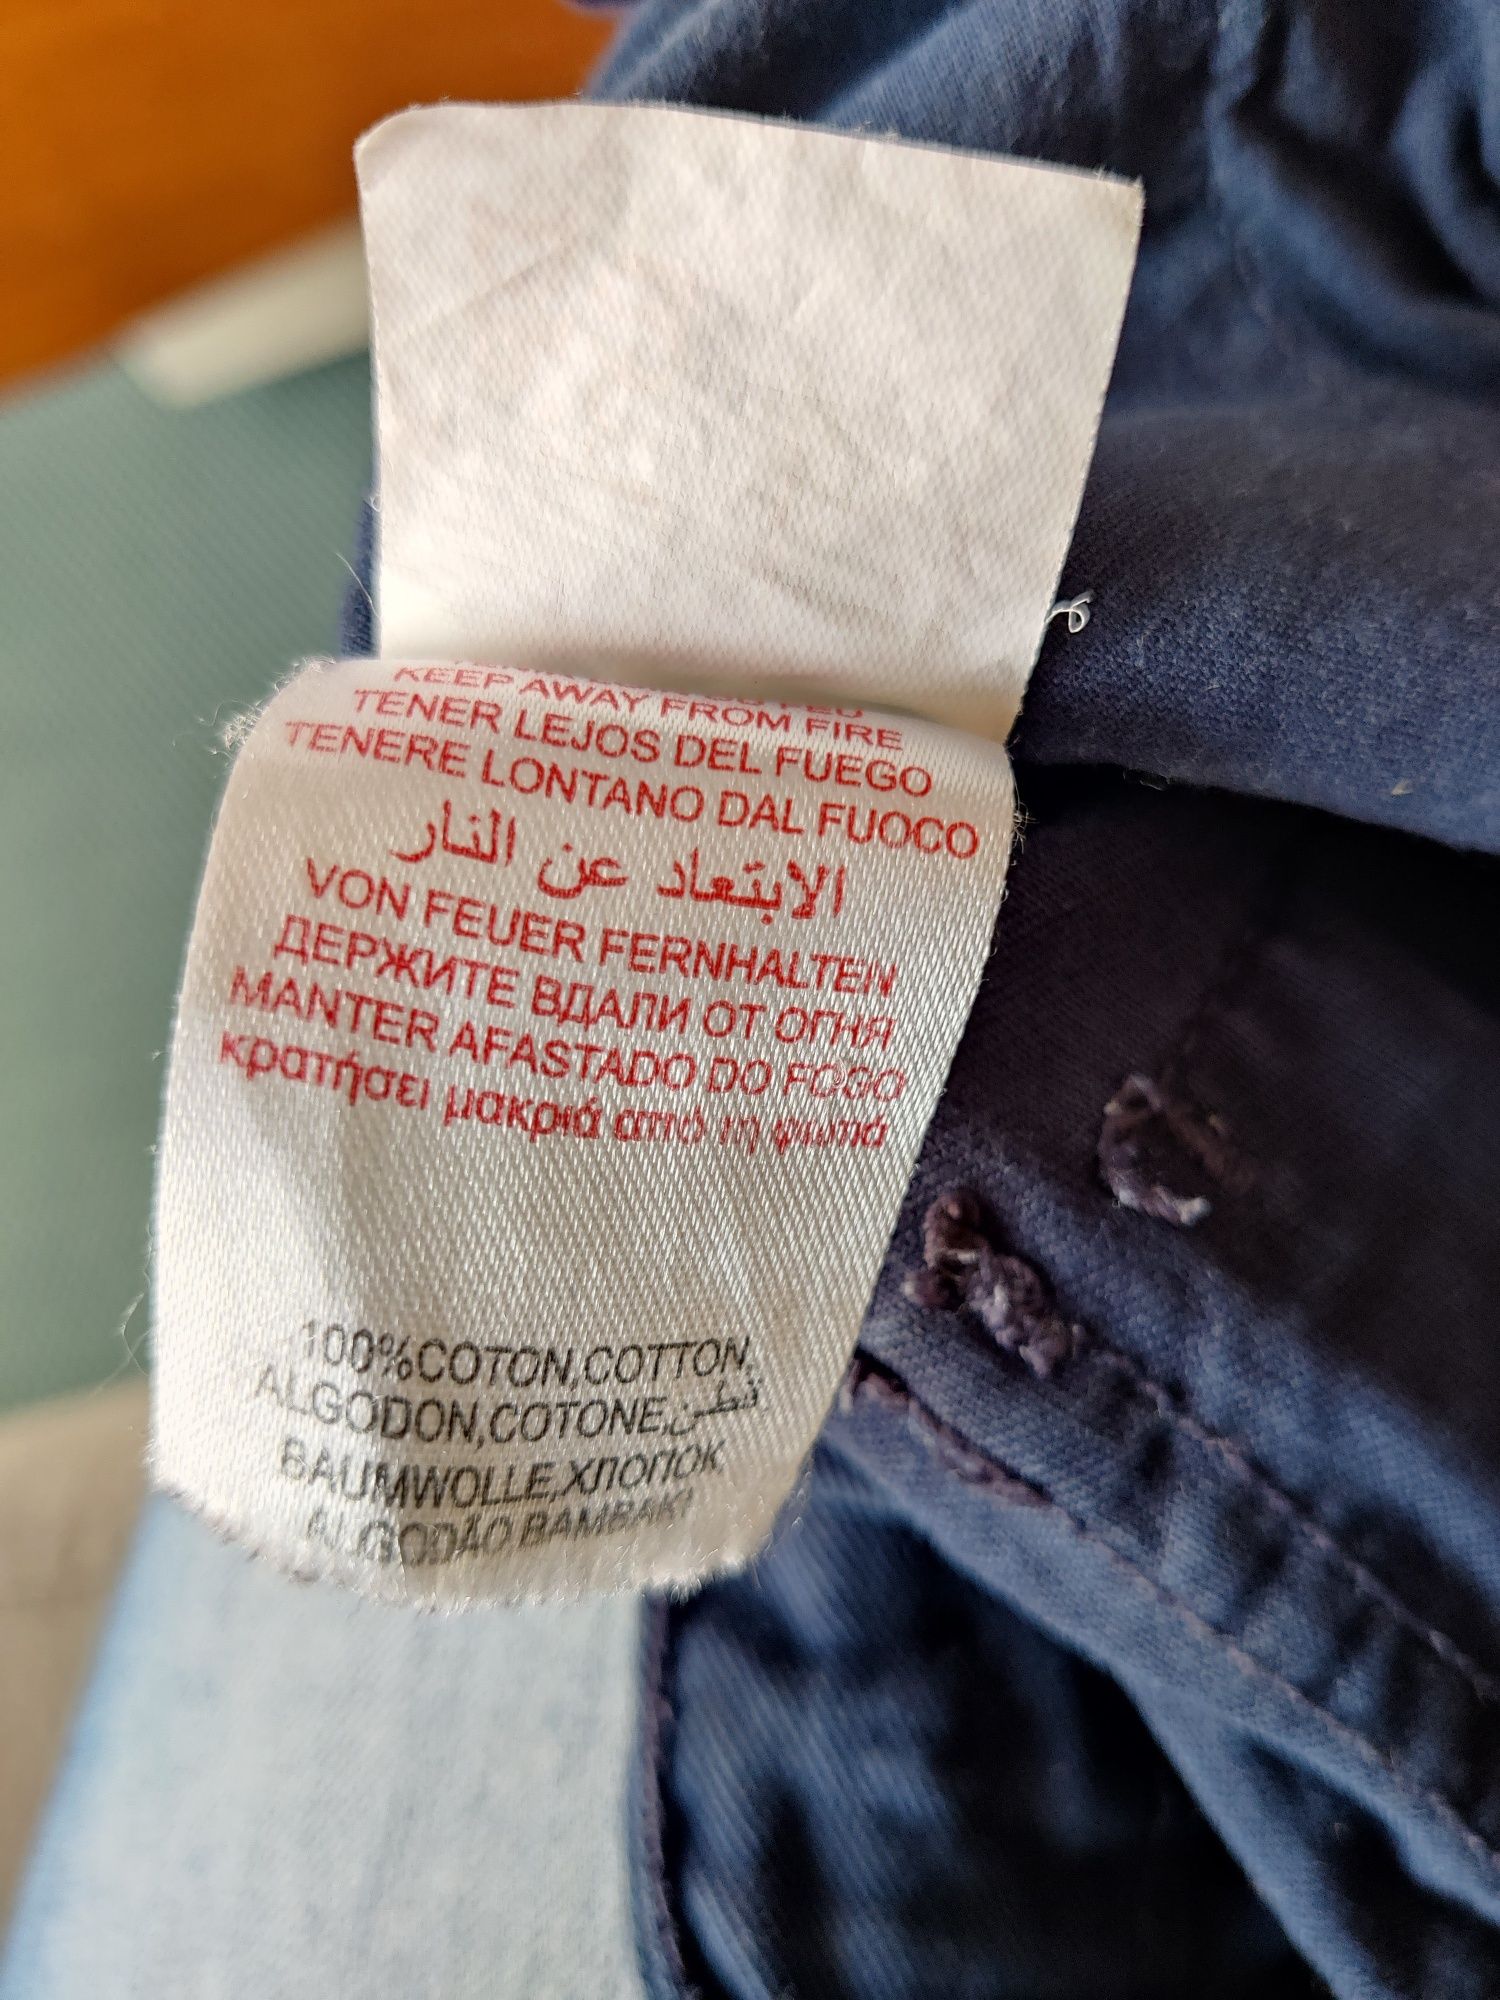 KEEP AWAY FROM FIRE
TENER LEJOS DEL FUEGO
TENERE LONTANO DAL FUOCO
الابتعاد عن النار
VON FEUER FERNHALTEN
ДЕРЖИТЕ ВДАЛИ ОТ ОГНЯ
MANTER AFASTADO DO FOGO
κρατήσει μακριά από τη φωτιά
100%COTON,COTTON,
ALGODON,COTONE,قطن
BAUMWOLLE,ХЛОПОК
ALGODÃO